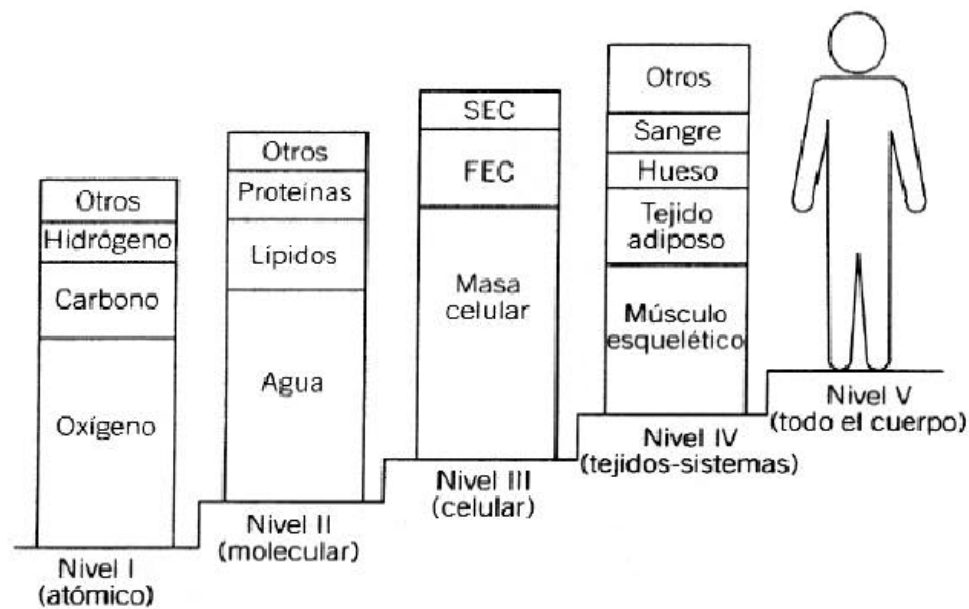 Otros
Hidrógeno
Carbono
Oxígeno
Nivel I
(atómico)
Otros
Proteínas
Lípidos
Agua
Nivel II
(molecular)
SEC
FEC
Masa
celular
Nivel III
(celular)
Otros
Sangre
Hueso
Tejido
adiposo
Músculo
esquelético
Nivel IV
(tejidos-sistemas)
Nivel V
(todo el cuerpo)